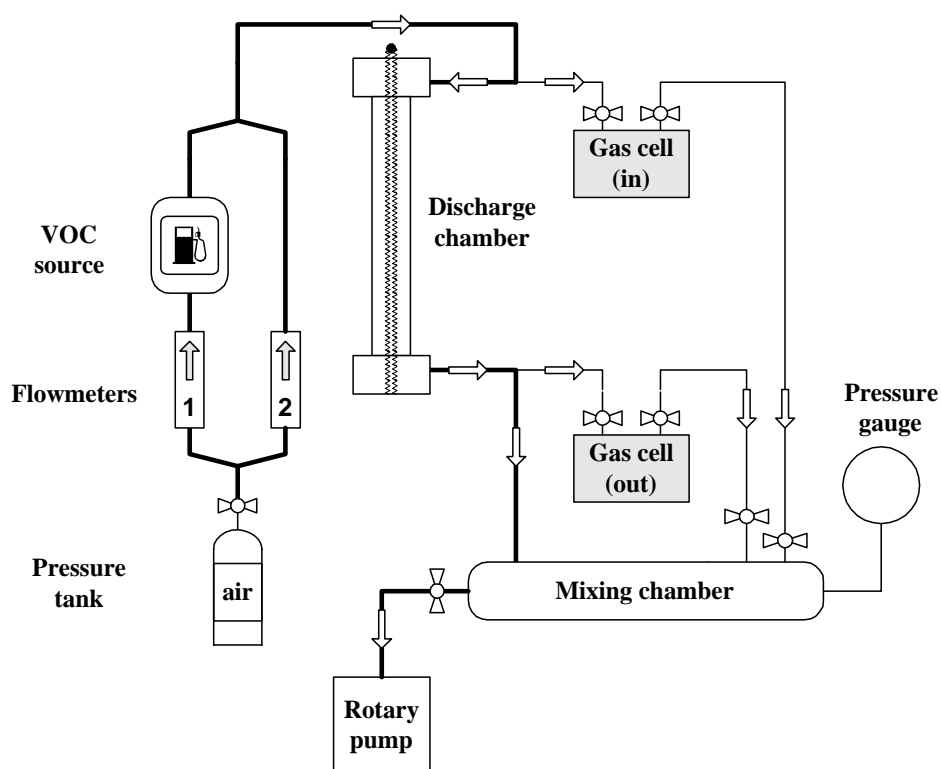 Gas cell
(in)
Discharge
chamber
VOC
source
Flowmeters
1
2
Pressure
gauge
Gas cell
(out)
Pressure
tank
air
Mixing chamber
Rotary
pump